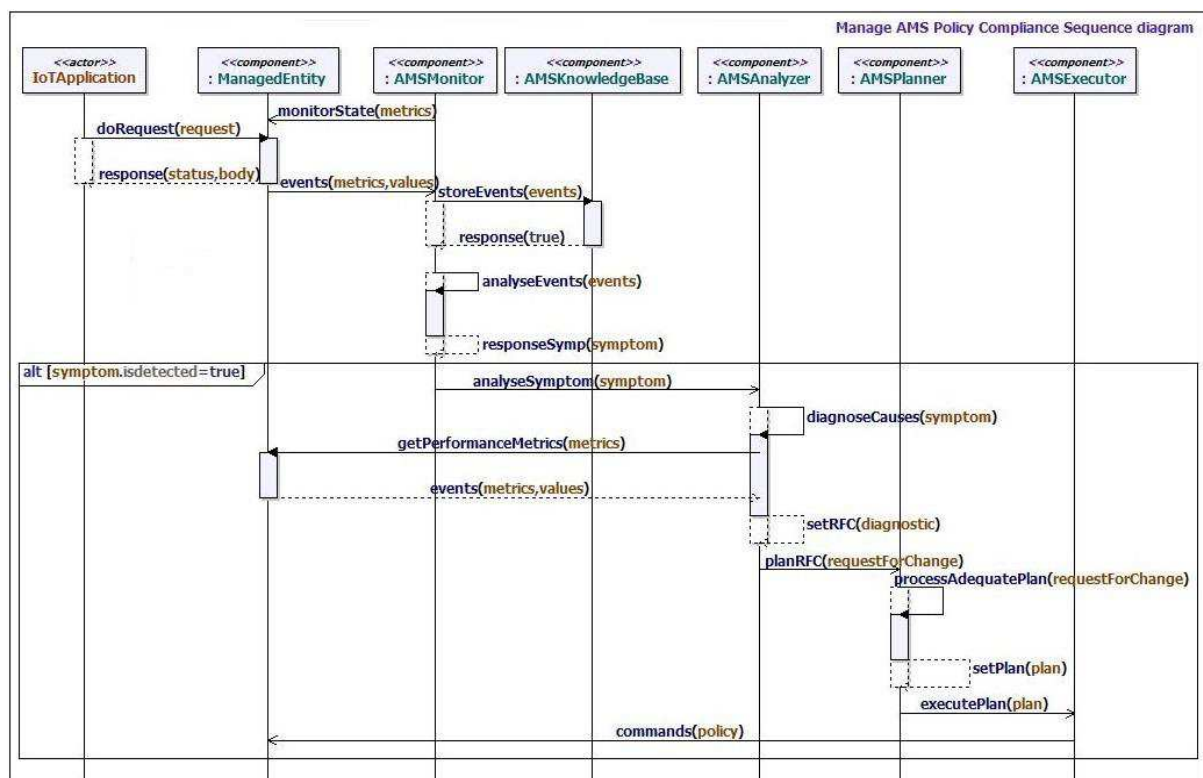 Manage AMS Policy Compliance Sequence diagram
<<actor>>
IoTApplication
<<component>>
: ManagedEntity
<<component>>
: AMSMonitor
<<component>>
: AMSKnowledgeBase
<<component>>
: AMSAnalyzer
<<component>>
: AMSPlanner
<<component>>
: AMSExecutor
monitorState(metrics)
doRequest(request)
response(status,body)
events(metrics,values)
storeEvents(events)
response(true)
analyseEvents(events)
responseSymp(symptom)
alt [symptom.isdetected=true]
analyseSymptom(symptom)
diagnoseCauses(symptom)
getPerformanceMetrics(metrics)
events(metrics,values)
setRFC(diagnostic)
planRFC(requestForChange)
processAdequatePlan(requestForChange)
setPlan(plan)
executePlan(plan)
commands(policy)